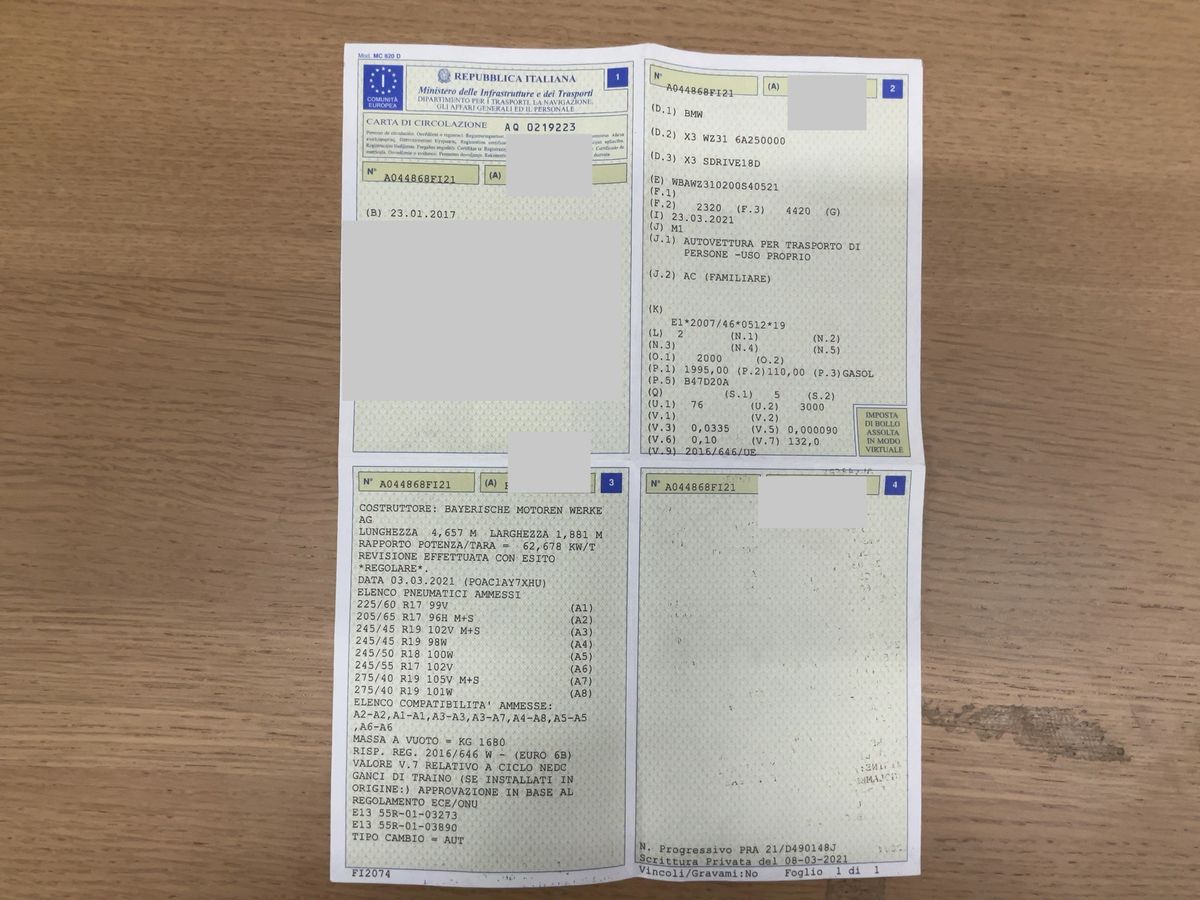 Mod. MC 820 D
COMUNITÀ
EUROPEA
REPUBBLICA ITALIANA
1
Ministero delle Infrastrutture e dei Trasporti
DIPARTIMENTO PER I TRASPORTI, LA NAVIGAZIONE,
GLI AFFARI GENERALI ED IL PERSONALE
CARTA DI CIRCOLAZIONE AQ 0219223
N° A044868FI21 (A)
(B) 23.01.2017
N° A044868FI21 (A) 2
(D.1) BMW
(D.2) X3 WZ31 6A250000
(D.3) X3 SDRIVE18D
(E) WBAWZ310200S40521
(F.1)
(F.2) 2320 (F.3) 4420 (G)
(I) 23.03.2021
(J) M1
(J.1) AUTOVETTURA PER TRASPORTO DI
PERSONE -USO PROPRIO
(J.2) AC (FAMILIARE)
(K)
E1*2007/46*0512*19
(L) 2 (N.1) (N.2)
(N.3) (N.4) (N.5)
(O.1) 2000 (O.2)
(P.1) 1995,00 (P.2)110,00 (P.3)GASOL
(P.5) B47D20A
(Q) (S.1) 5 (S.2)
(U.1) 76 (U.2) 3000
(V.1) (V.2)
(V.3) 0,0335 (V.5) 0,000090
(V.6) 0,10 (V.7) 132,0
(V.9) 2016/646/UE
IMPOSTA
DI BOLLO
ASSOLTA
IN MODO
VIRTUALE
N° A044868FI21 (A) 3
COSTRUTTORE: BAYERISCHE MOTOREN WERKE
AG
LUNGHEZZA 4,657 M LARGHEZZA 1,881 M
RAPPORTO POTENZA/TARA = 62,678 KW/T
REVISIONE EFFETTUATA CON ESITO
*REGOLARE*.
DATA 03.03.2021 (POAC1AY7XHU)
ELENCO PNEUMATICI AMMESSI
225/60 R17 99V (A1)
205/65 R17 96H M+S (A2)
245/45 R19 102V M+S (A3)
245/45 R19 98W (A4)
245/50 R18 100W (A5)
245/55 R17 102V (A6)
275/40 R19 105V M+S (A7)
275/40 R19 101W (A8)
ELENCO COMPATIBILITA' AMMESSE:
A2-A2,A1-A1,A3-A3,A3-A7,A4-A8,A5-A5
,A6-A6
MASSA A VUOTO = KG 1680
RISP. REG. 2016/646 W - (EURO 6B)
VALORE V.7 RELATIVO A CICLO NEDC
GANCI DI TRAINO (SE INSTALLATI IN
ORIGINE:) APPROVAZIONE IN BASE AL
REGOLAMENTO ECE/ONU
E13 55R-01-03273
E13 55R-01-03890
TIPO CAMBIO = AUT
FI2074
N° A044868FI21 4
N. Progressivo PRA 21/D490148J
Scrittura Privata del 08-03-2021
Vincoli/Gravami:No Foglio 1 di 1